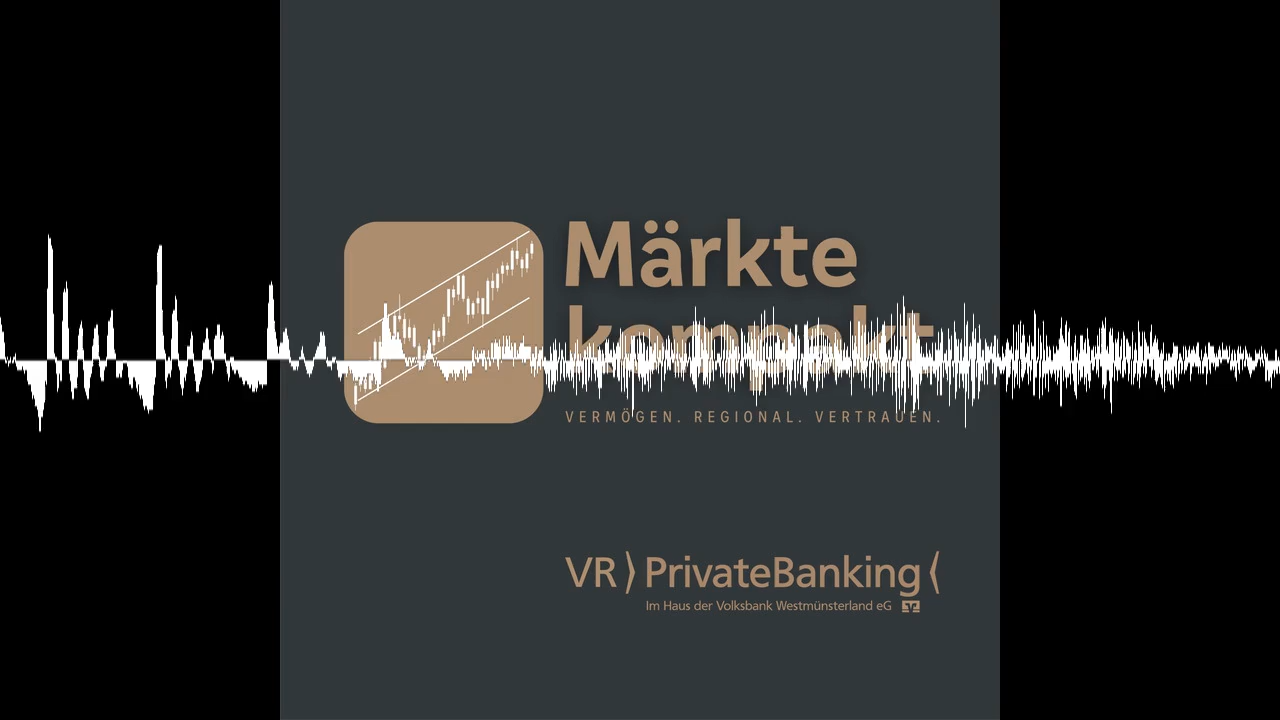 Märkte
kompakt
VERMÖGEN. REGIONAL. VERTRAUEN.
VR PrivateBanking
Im Haus der Volksbank Westmünsterland eG